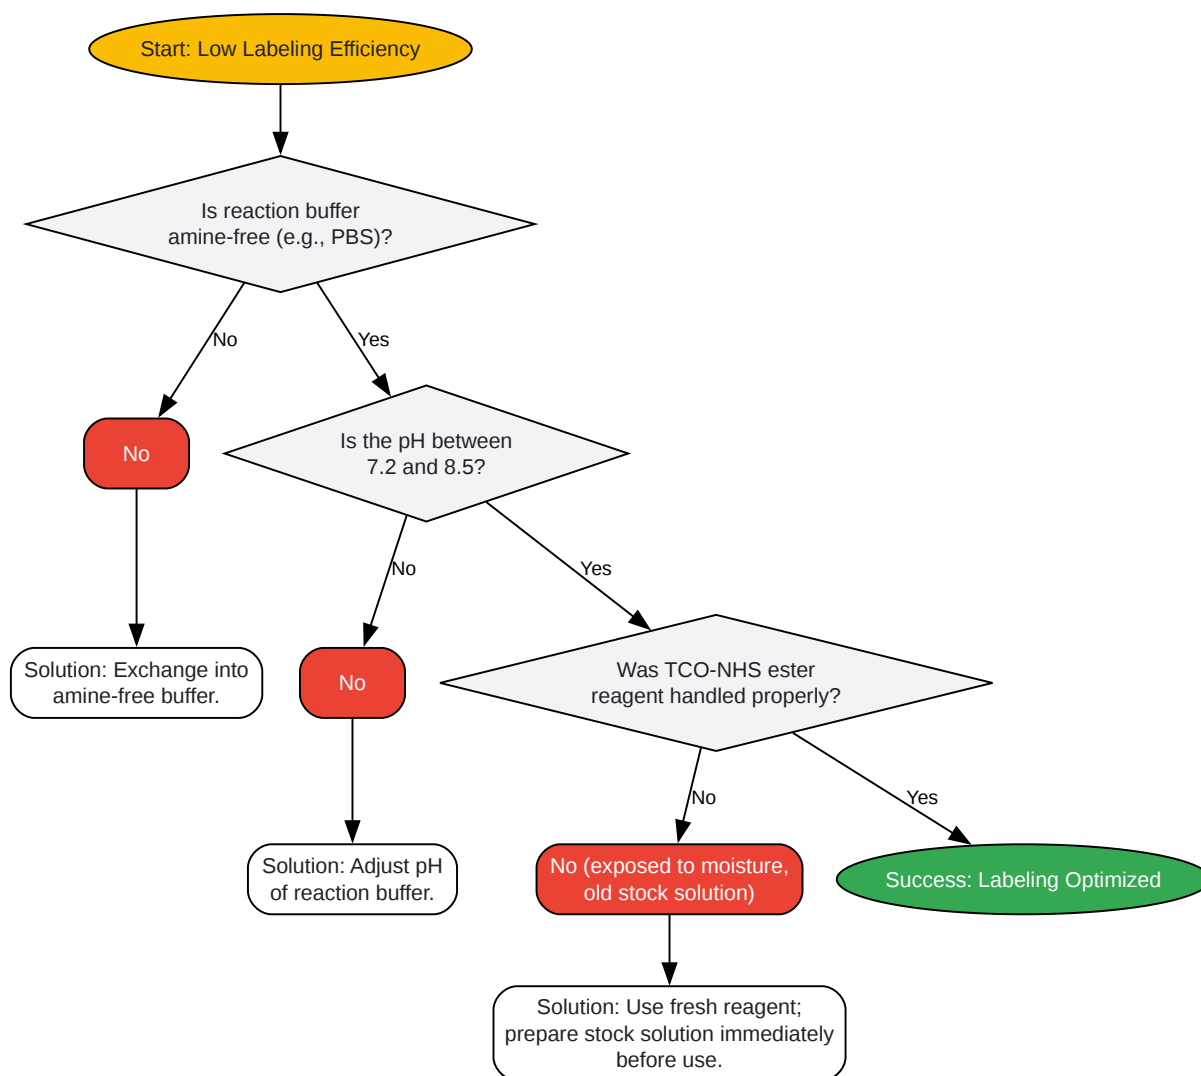 Start: Low Labeling Efficiency
Is reaction buffer
amine-free (e.g., PBS)?
No
Yes
No
Is the pH between
7.2 and 8.5?
No
Yes
Solution: Exchange into
amine-free buffer.
No
Was TCO-NHS ester
reagent handled properly?
No
Yes
Solution: Adjust pH
of reaction buffer.
No (exposed to moisture,
old stock solution)
Success: Labeling Optimized
Solution: Use fresh reagent;
prepare stock solution immediately
before use.